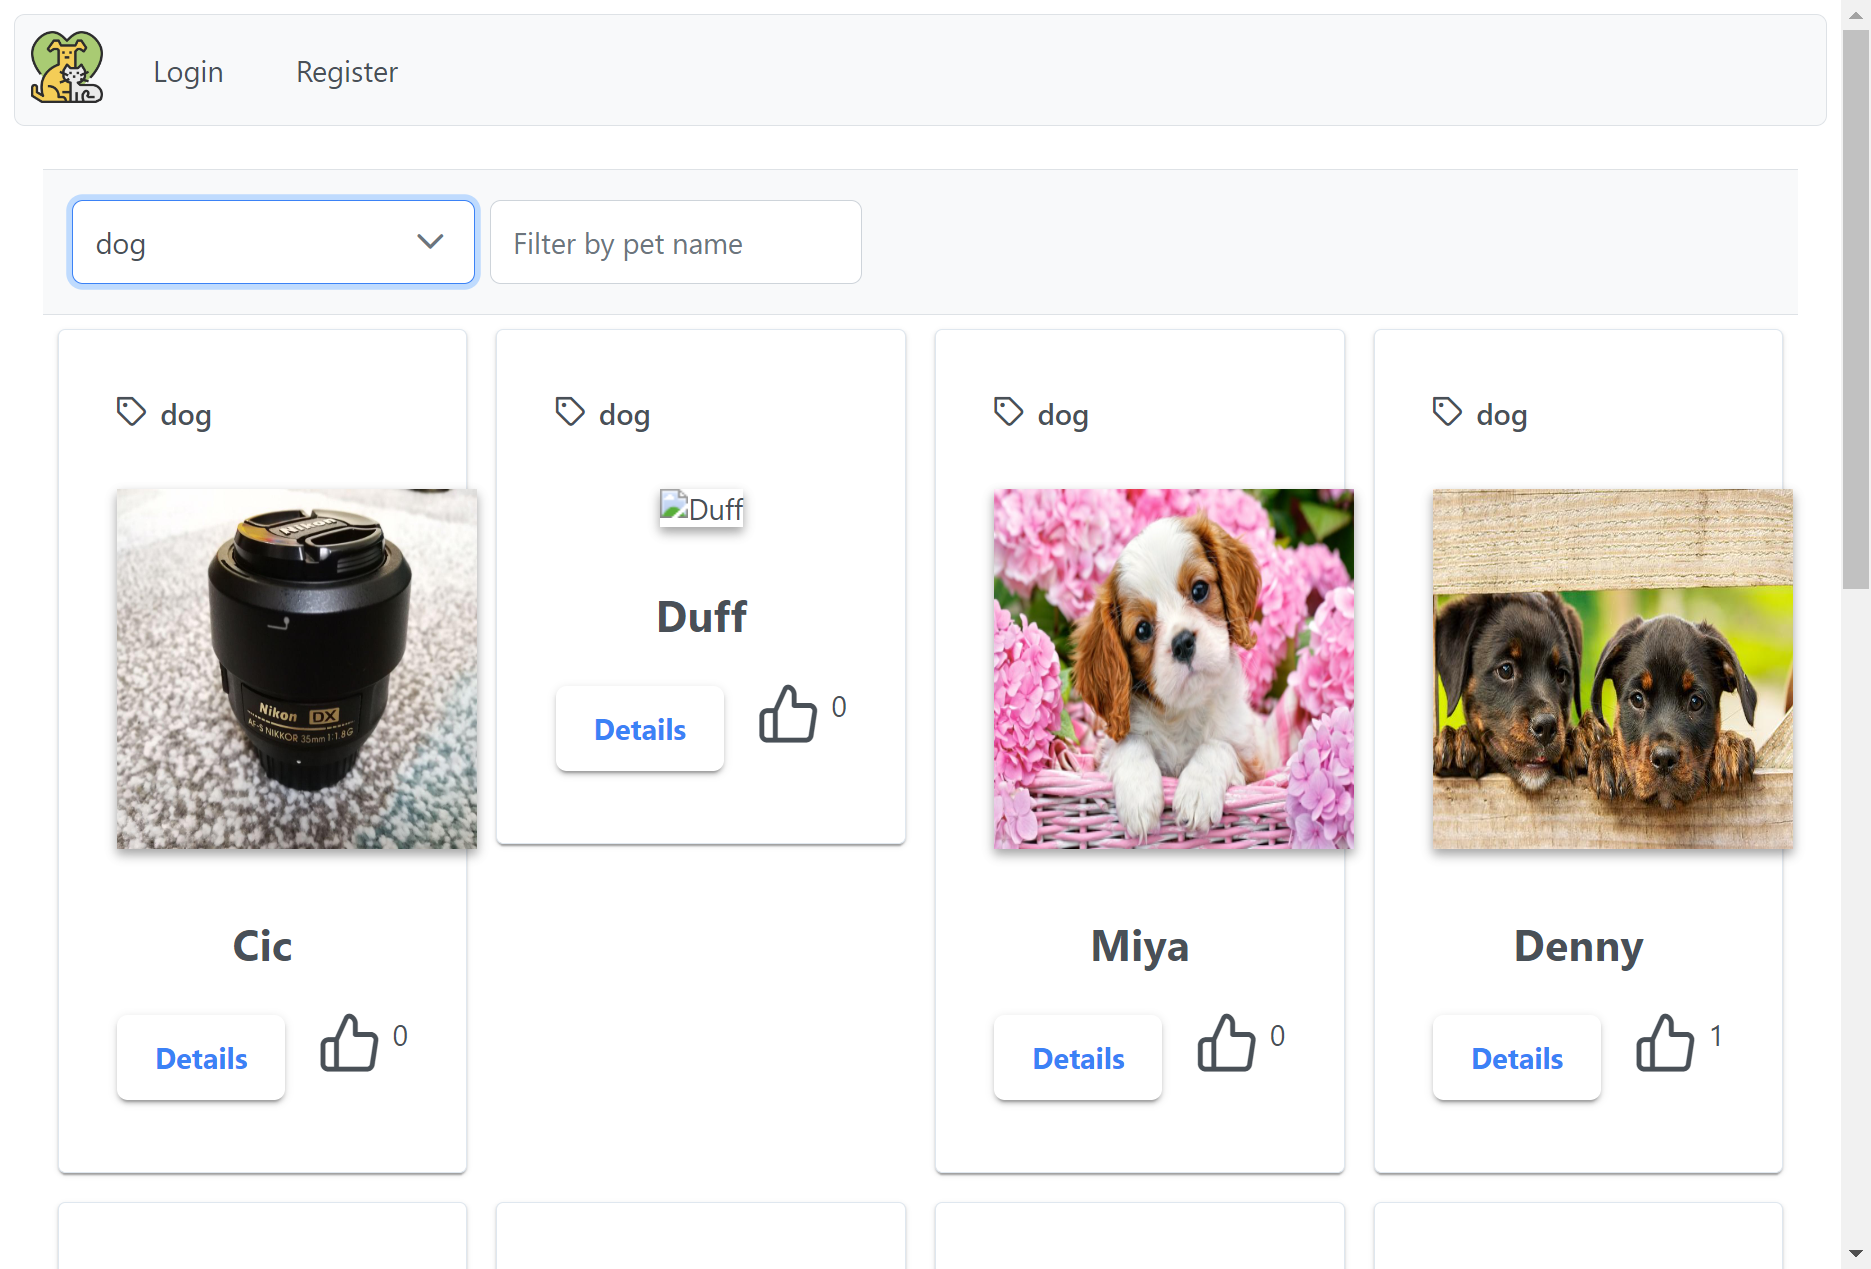 Login
Register
dog
Filter by pet name
dog
Nikon
Nikon DX
AF-S NIKKOR 35mm 1:1.8G
Cic
Details
0
dog
Duff
Duff
Details
0
dog
Miya
Details
0
dog
Denny
Details
1